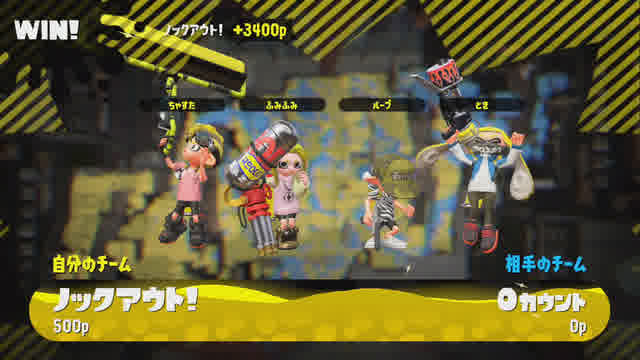 WIN!
ノックアウト! +3400p
ちゃすた
ふみふみ
ループ
とき
自分のチーム
相手のチーム
ノックアウト!
0カウント
500p
0p